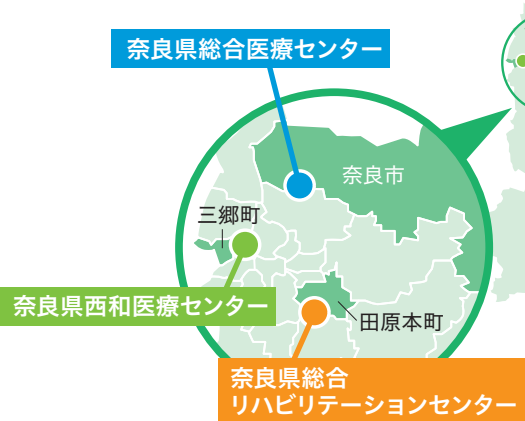 奈良県総合医療センター
奈良市
三郷町
奈良県西和医療センター
田原本町
奈良県総合
リハビリテーションセンター